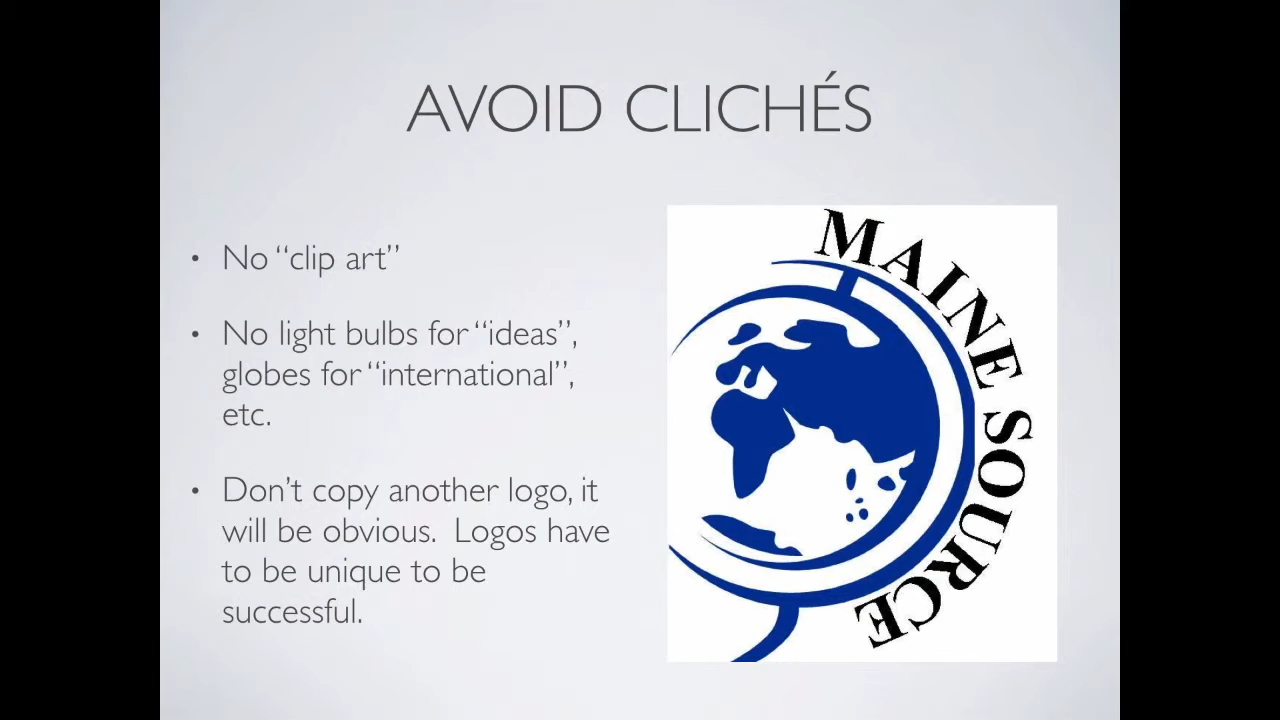 AVOID CLICHÉS
• No “clip art”
• No light bulbs for “ideas”,
globes for “international”,
etc.
• Don’t copy another logo, it
will be obvious.  Logos have
to be unique to be
successful.
MAINE SOURCE